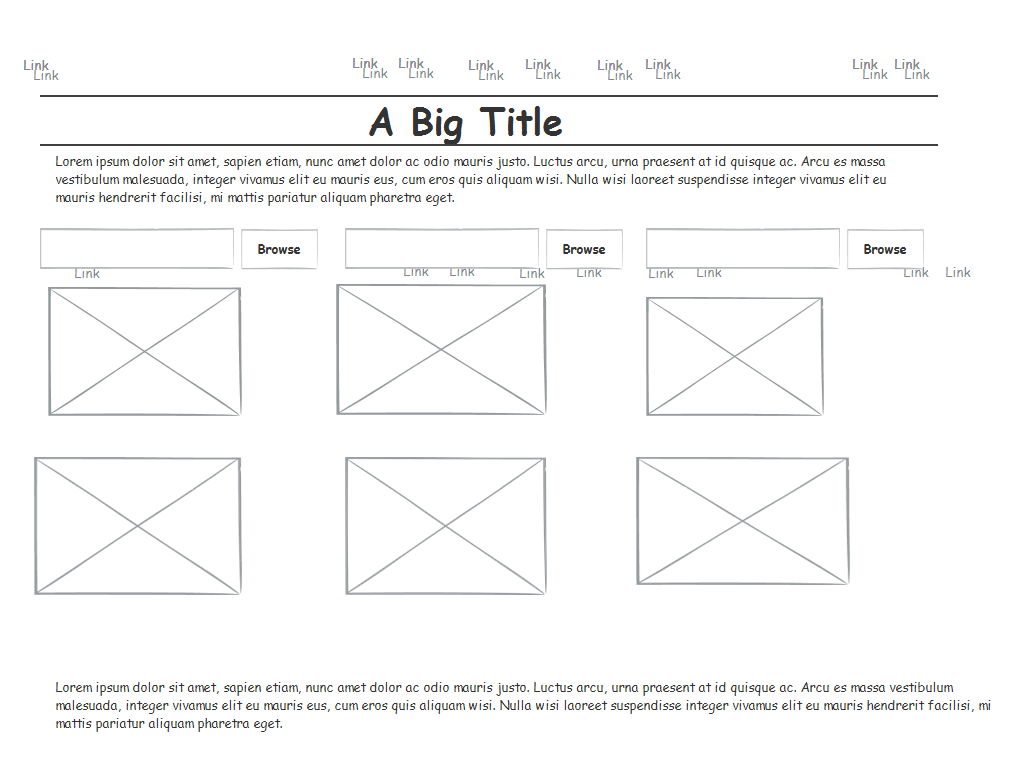 Link Link Link Link Link Link Link Link Link
Link Link Link Link Link Link Link Link Link
A Big Title
Lorem ipsum dolor sit amet, sapien etiam, nunc amet dolor ac odio mauris justo. Luctus arcu, urna praesent at id quisque ac. Arcu es massa
vestibulum malesuada, integer vivamus elit eu mauris eus, cum eros quis aliquam wisi. Nulla wisi laoreet suspendisse integer vivamus elit eu
mauris hendrerit facilisi, mi mattis pariatur aliquam pharetra eget.
Browse Browse Browse
Link Link Link Link Link Link Link Link Link
Lorem ipsum dolor sit amet, sapien etiam, nunc amet dolor ac odio mauris justo. Luctus arcu, urna praesent at id quisque ac. Arcu es massa vestibulum
malesuada, integer vivamus elit eu mauris eus, cum eros quis aliquam wisi. Nulla wisi laoreet suspendisse integer vivamus elit eu mauris hendrerit facilisi, mi
mattis pariatur aliquam pharetra eget.